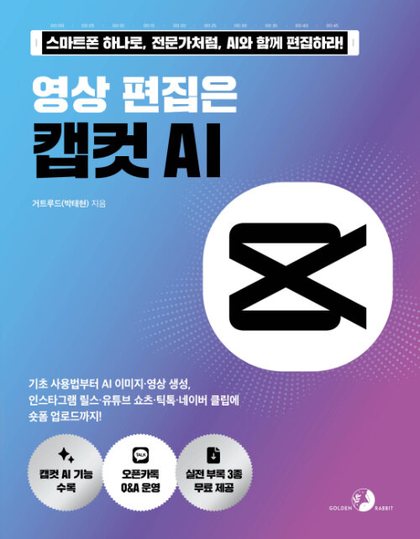 스마트폰 하나로, 전문가처럼, AI와 함께 편집하라!
영상 편집은
캡컷 AI
거트루드(박태현) 지음
기초 사용법부터 AI 이미지·영상 생성,
인스타그램 릴스·유튜브 쇼츠·틱톡·네이버 클립에
숏폼 업로드까지!
캡컷 AI 기능
수록
TALK
오픈카톡
Q&A 운영
실전 부록 3종
무료 제공
GOLDEN RABBIT